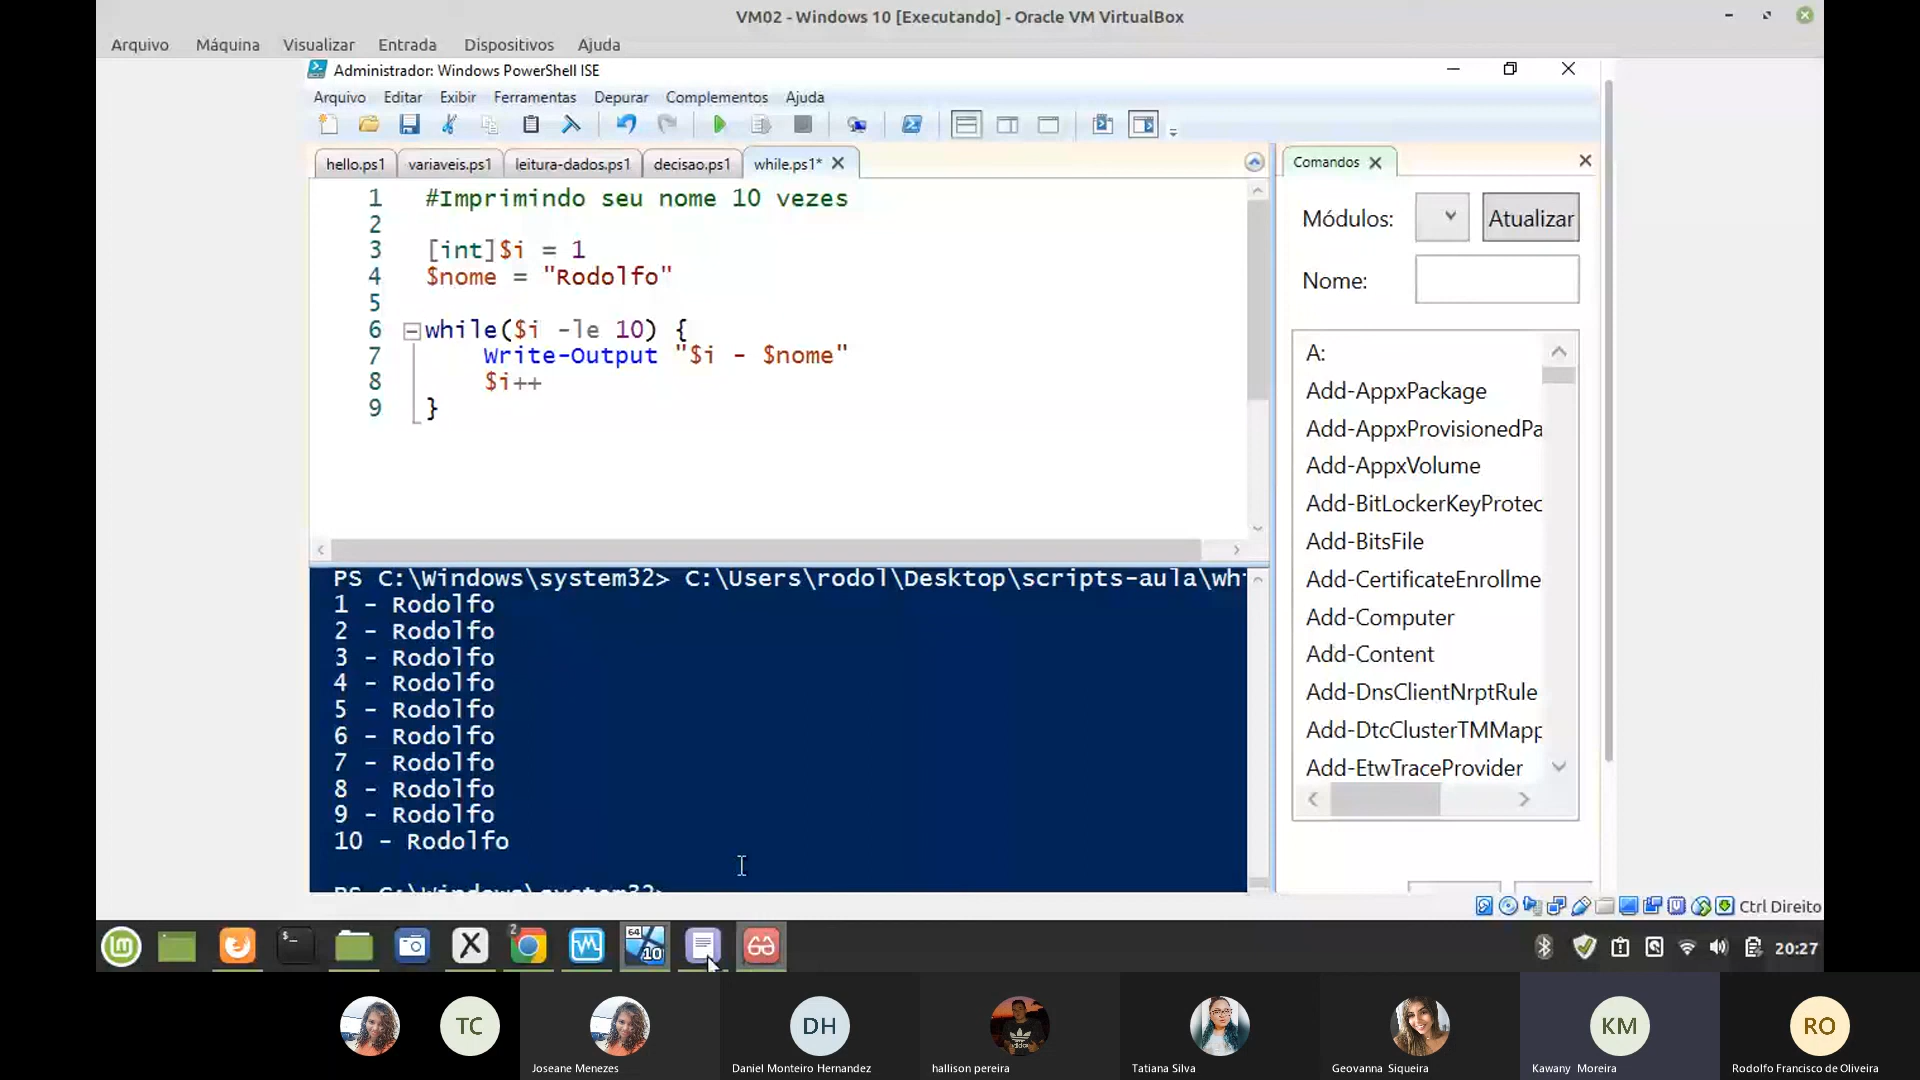 VM02 - Windows 10 [Executando] - Oracle VM VirtualBox
Arquivo Máquina Visualizar Entrada Dispositivos Ajuda
Administrador: Windows PowerShell ISE
Arquivo Editar Exibir Ferramentas Depurar Complementos Ajuda
hello.ps1 variaveis.ps1 leitura-dados.ps1 decisao.ps1 while.ps1*
1 #Imprimindo seu nome 10 vezes
2
3 [int]$i = 1
4 $nome = "Rodolfo"
5
6 while($i -le 10) {
7 Write-Output "$i - $nome"
8 $i++
9 }
PS C:\Windows\system32> C:\Users\rodol\Desktop\scripts-aula\whi
1 - Rodolfo
2 - Rodolfo
3 - Rodolfo
4 - Rodolfo
5 - Rodolfo
6 - Rodolfo
7 - Rodolfo
8 - Rodolfo
9 - Rodolfo
10 - Rodolfo
PS C:\Windows\system32>
Comandos
Módulos: Atualizar
Nome:
A:
Add-AppxPackage
Add-AppxProvisionedPa
Add-AppxVolume
Add-BitLockerKeyProtec
Add-BitsFile
Add-CertificateEnrollme
Add-Computer
Add-Content
Add-DnsClientNrptRule
Add-DtcClusterTMMapp
Add-EtwTraceProvider
Ctrl Direito
2
64
10
20:27
TC
DH
KM
RO
Joseane Menezes
Daniel Monteiro Hernandez
hallison pereira
Tatiana Silva
Geovanna Siqueira
Kawany Moreira
Rodolfo Francisco de Oliveira